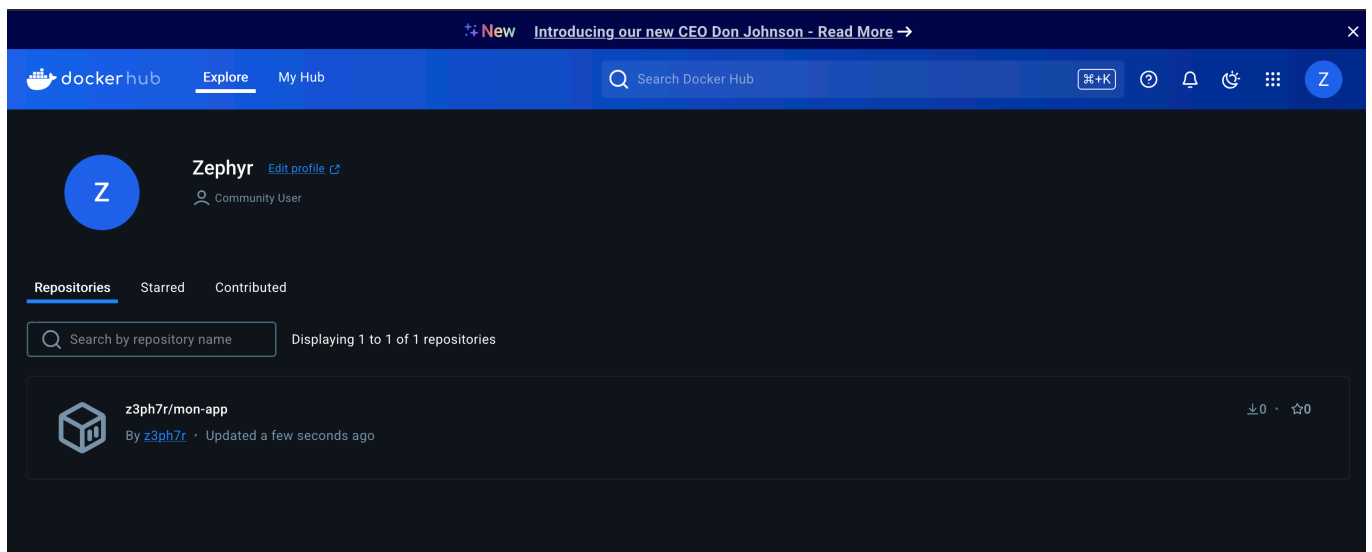 New Introducing our new CEO Don Johnson - Read More →
dockerhub Explore My Hub Search Docker Hub ⌘+K Z
Z
Zephyr Edit profile
Community User
Repositories Starred Contributed
Search by repository name Displaying 1 to 1 of 1 repositories
z3ph7r/mon-app 0 · 0
By z3ph7r · Updated a few seconds ago